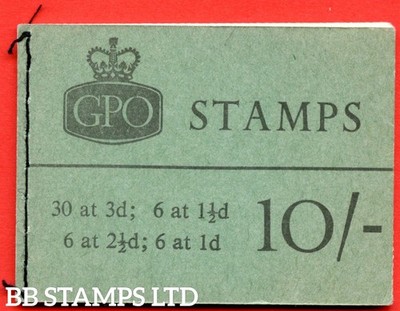 GPO STAMPS
30 at 3d; 6 at 1½d
6 at 2½d; 6 at 1d
10/-
BB STAMPS LTD